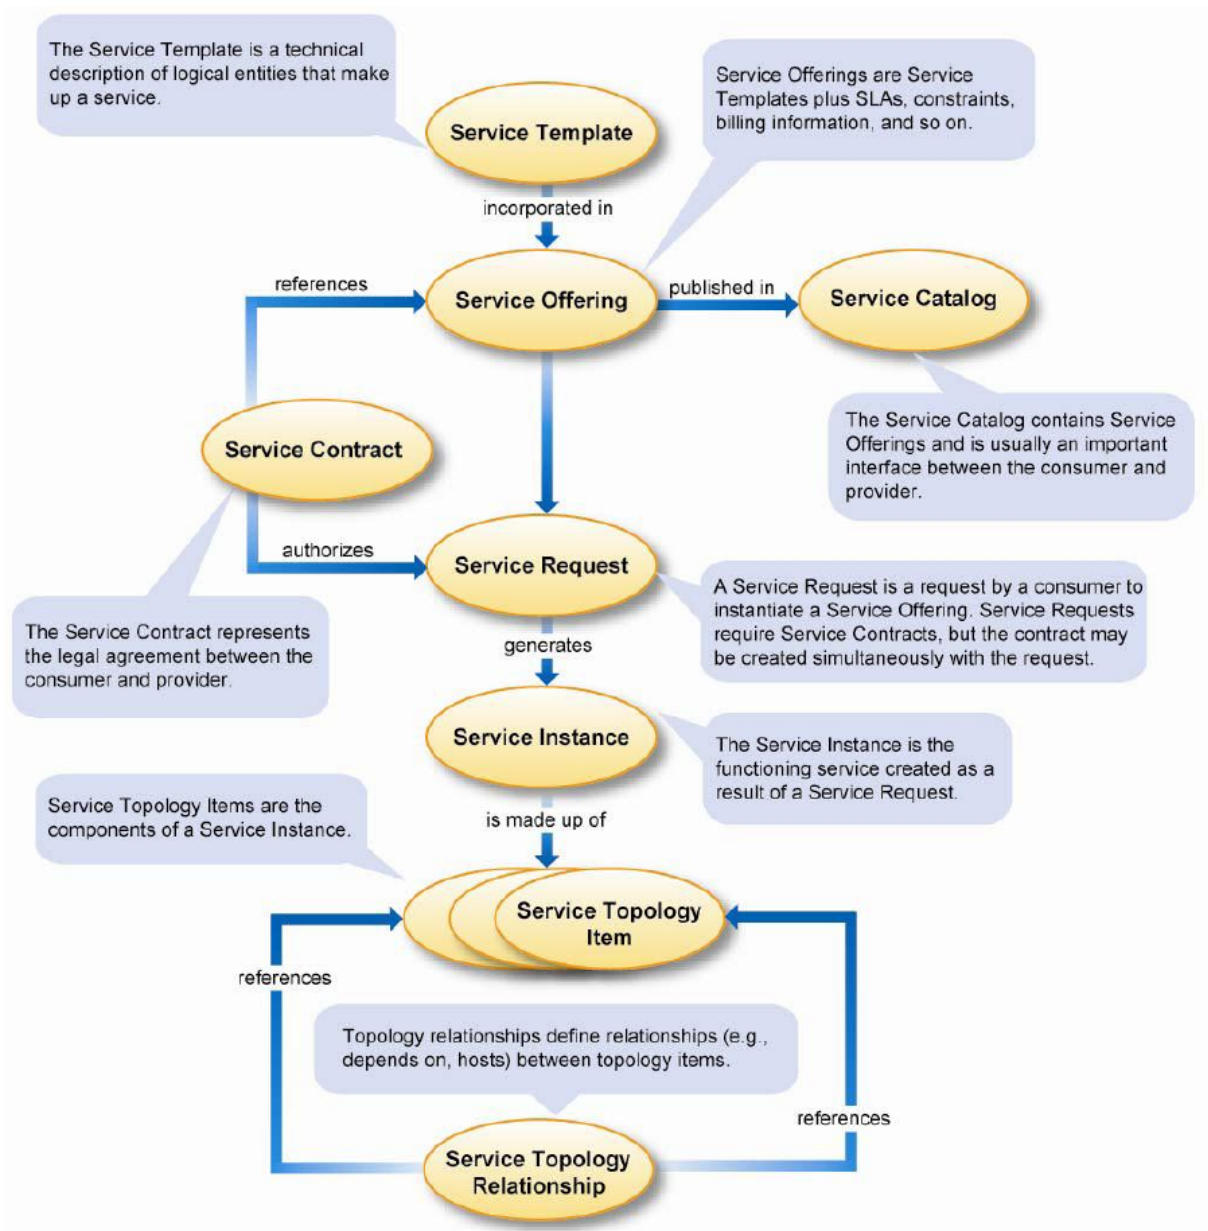 The Service Template is a technical
description of logical entities that make
up a service.
Service Offerings are Service
Templates plus SLAs, constraints,
billing information, and so on.
Service Template
incorporated in
references
Service Offering
published in
Service Catalog
The Service Catalog contains Service
Offerings and is usually an important
interface between the consumer and
provider.
Service Contract
authorizes
Service Request
A Service Request is a request by a consumer to
instantiate a Service Offering. Service Requests
require Service Contracts, but the contract may
be created simultaneously with the request.
The Service Contract represents
the legal agreement between the
consumer and provider.
generates
Service Instance
The Service Instance is the
functioning service created as a
result of a Service Request.
Service Topology Items are the
components of a Service Instance.
is made up of
Service Topology
Item
references
Topology relationships define relationships (e.g.,
depends on, hosts) between topology items.
references
Service Topology
Relationship